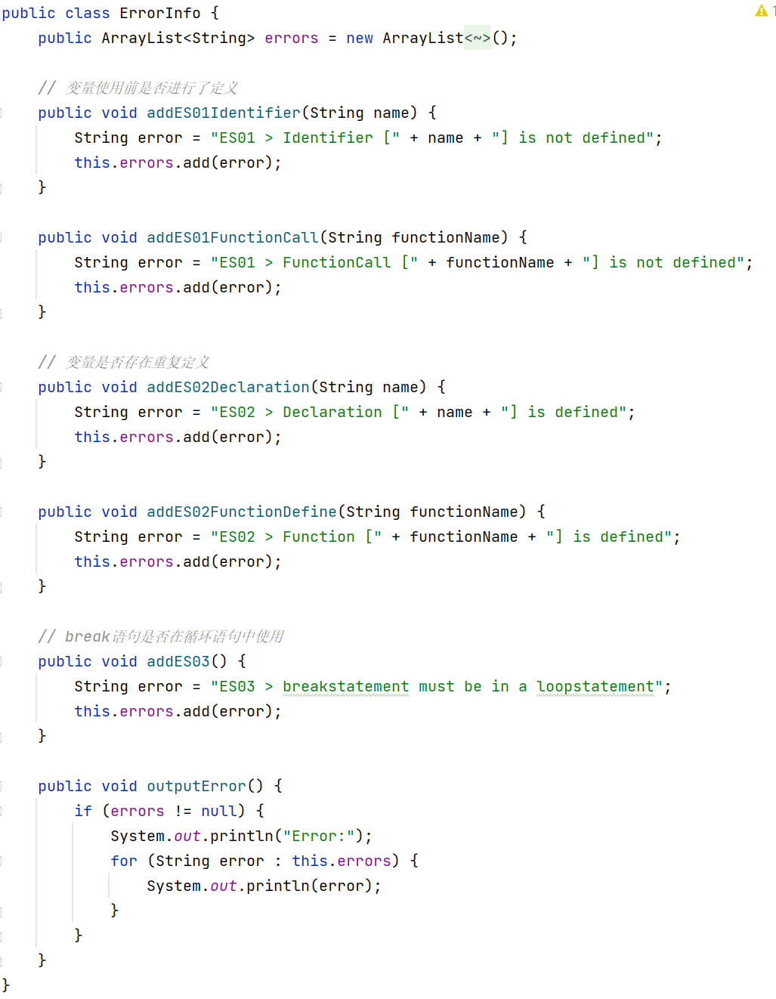 public class ErrorInfo {
    public ArrayList<String> errors = new ArrayList<~>();
    // 变量使用前是否进行了定义
    public void addES01Identifier(String name) {
        String error = "ES01 > Identifier [" + name + "] is not defined";
        this.errors.add(error);
    }
    public void addES01FunctionCall(String functionName) {
        String error = "ES01 > FunctionCall [" + functionName + "] is not defined";
        this.errors.add(error);
    }
    // 变量是否存在重复定义
    public void addES02Declaration(String name) {
        String error = "ES02 > Declaration [" + name + "] is defined";
        this.errors.add(error);
    }
    public void addES02FunctionDefine(String functionName) {
        String error = "ES02 > Function [" + functionName + "] is defined";
        this.errors.add(error);
    }
    // break语句是否在循环语句中使用
    public void addES03() {
        String error = "ES03 > breakstatement must be in a loopstatement";
        this.errors.add(error);
    }
    public void outputError() {
        if (errors != null) {
            System.out.println("Error:");
            for (String error : this.errors) {
                System.out.println(error);
            }
        }
    }
}